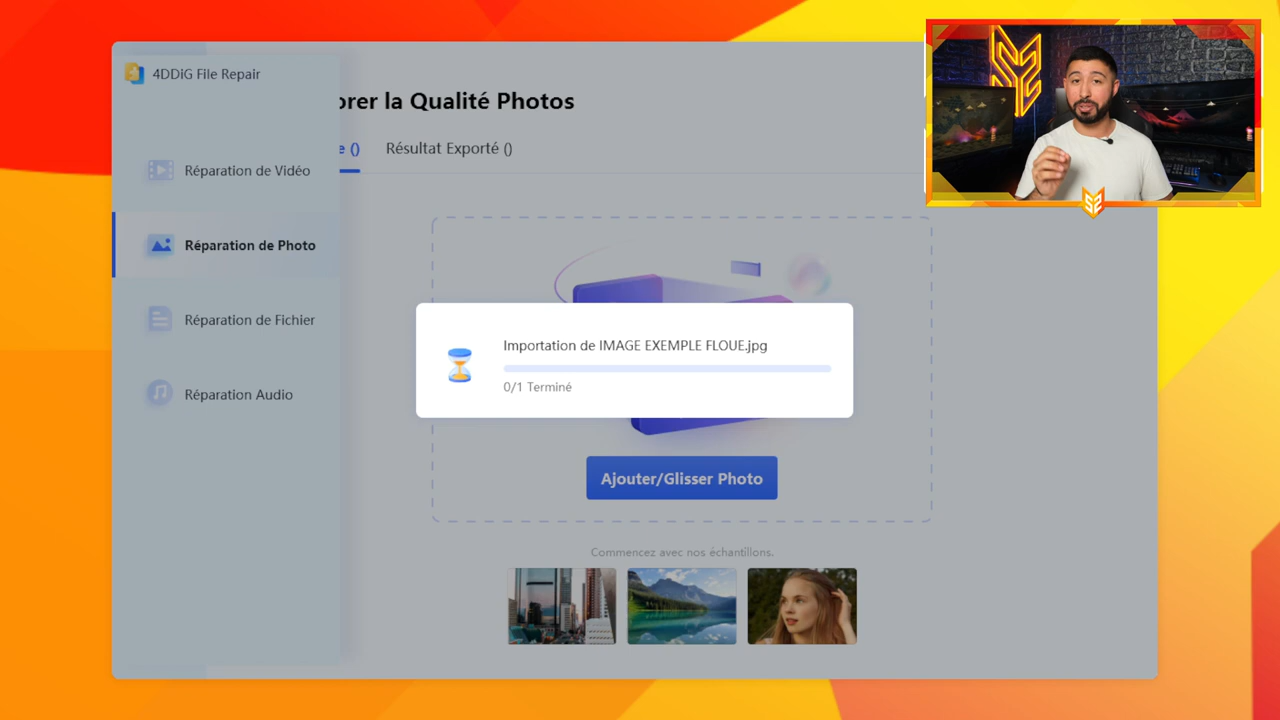 4DDiG File Repair
orer la Qualité Photos
e ()
Résultat Exporté ()
Réparation de Vidéo
Réparation de Photo
Réparation de Fichier
Réparation Audio
Importation de IMAGE EXEMPLE FLOUE.jpg
0/1 Terminé
Ajouter/Glisser Photo
Commencez avec nos échantillons.